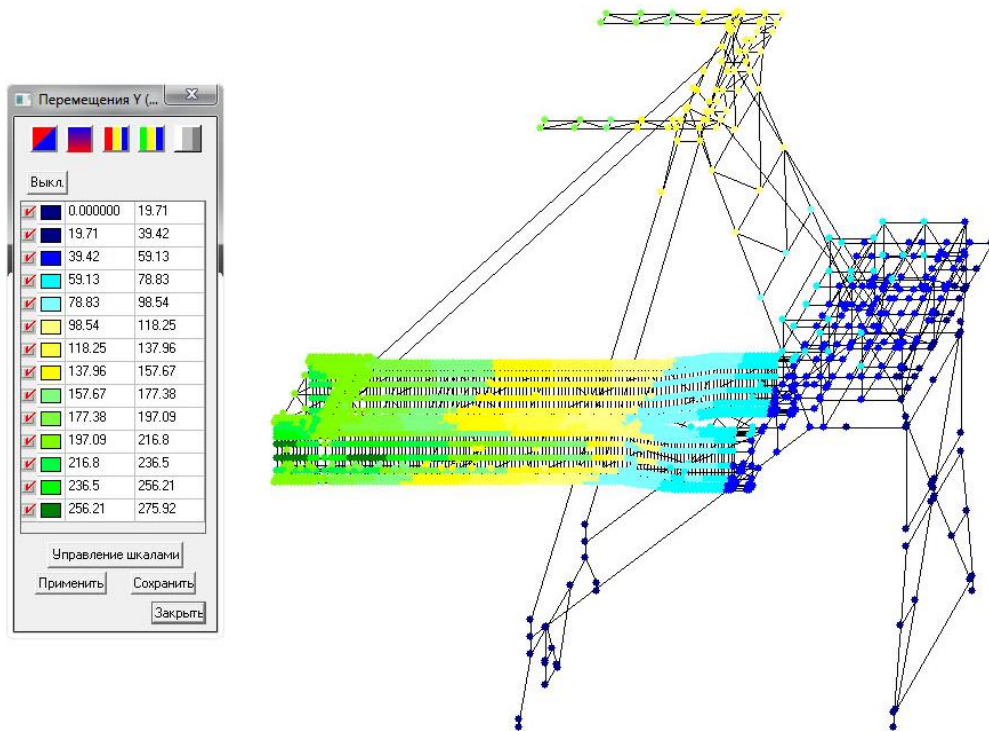 Перемещения Y (...
Выкл.
0.000000 19.71
19.71 39.42
39.42 59.13
59.13 78.83
78.83 98.54
98.54 118.25
118.25 137.96
137.96 157.67
157.67 177.38
177.38 197.09
197.09 216.8
216.8 236.5
236.5 256.21
256.21 275.92
Управление шкалами
Применить Сохранить
Закрыть